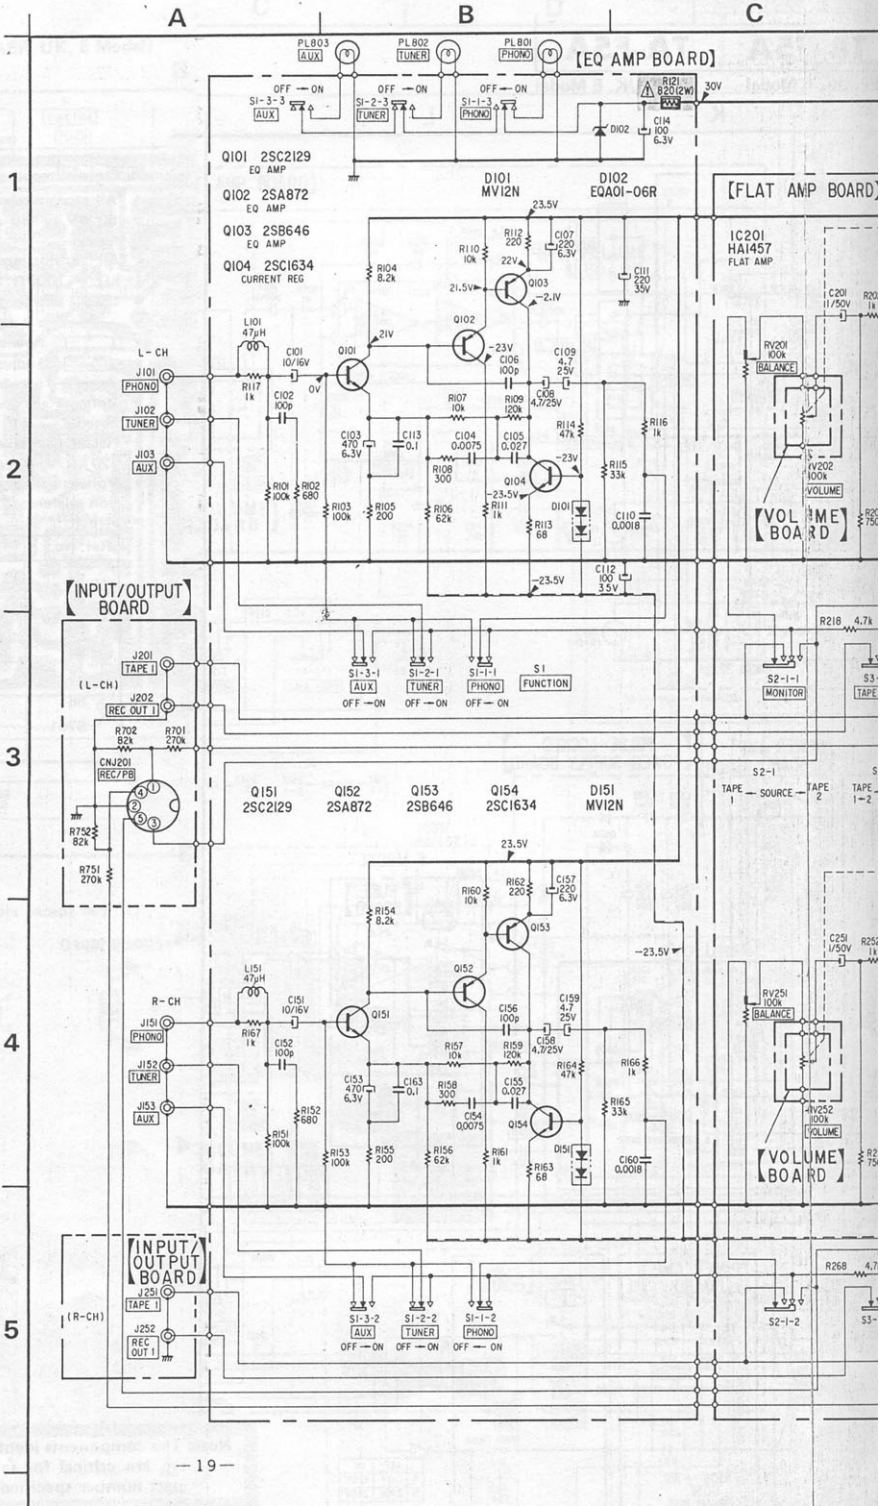 A B C
PL803
AUX
PL802
TUNER
PL801
PHONO
[EQ AMP BOARD]
OFF → ON
S1-3-3
AUX
OFF → ON
S1-2-3
TUNER
OFF → ON
S1-1-3
PHONO
R121
820(2W)
30V
D102
C114
100
6.3V
1
Q101 2SC2129
EQ AMP
Q102 2SA872
EQ AMP
Q103 2SB646
EQ AMP
Q104 2SC1634
CURRENT REG
D101
MV12N
D102
EQA01-06R
[FLAT AMP BOARD]
IC201
HA1457
FLAT AMP
23.5V
R110
10k
R112
220
C107
220
6.3V
22V
R104
8.2k
21.5V
Q103
-2.1V
C111
220
35V
C201
1/50V
1k
L101
47μH
Q101
21V
Q102
-23V
C106
100p
C109
4.7
25V
C108
4.7/25V
RV201
100k
BALANCE
L-CH
J101
PHONO
J102
TUNER
J103
AUX
2
R117
1k
C101
10/16V
0V
C102
100p
R107
10k
R109
120k
R114
47k
R116
1k
C103
470
6.3V
C113
0.1
C104
0.0075
C105
0.027
R108
300
-23V
Q104
-23.5V
R115
33k
R101
100k
R102
680
R103
100k
R105
200
R106
62k
R111
1k
R113
68
D101
C110
0.0018
RV202
100k
VOLUME
[VOLUME BOARD]
C112
100
35V
-23.5V
[INPUT/OUTPUT
BOARD]
J201
TAPE 1
(L-CH)
J202
REC OUT 1
S1-3-1
AUX
OFF → ON
S1-2-1
TUNER
OFF → ON
S1-1-1
PHONO
OFF → ON
S1
FUNCTION
R218 4.7k
S2-1-1
MONITOR
TAPE
3
R702
82k
R701
270k
CNJ201
REC/PB
4 1
2
5 3
R752
82k
R751
270k
S2-1
TAPE
1 ← SOURCE → TAPE
2
TAPE
1→2
Q151
2SC2129
Q152
2SA872
Q153
2SB646
Q154
2SC1634
D151
MV12N
23.5V
R160
10k
R162
220
C157
220
6.3V
R154
8.2k
Q153
-23.5V
C251
1/50V
R252
1k
L151
47μH
Q151
Q152
C156
100p
C159
4.7
25V
C158
4.7/25V
RV251
100k
BALANCE
4
R-CH
J151
PHONO
J152
TUNER
J153
AUX
R167
1k
C151
10/16V
C152
100p
R157
10k
R159
120k
R164
47k
R166
1k
C153
470
6.3V
C163
0.1
R158
300
C154
0.0075
C155
0.027
Q154
R165
33k
R152
680
R151
100k
R153
100k
R155
200
R156
62k
R161
1k
R163
68
D151
C160
0.0018
RV252
100k
VOLUME
[VOLUME
BOARD]
[INPUT/
OUTPUT
BOARD]
J251
TAPE 1
(R-CH)
J252
REC
OUT 1
5
S1-3-2
AUX
OFF → ON
S1-2-2
TUNER
OFF → ON
S1-1-2
PHONO
OFF → ON
R268
S2-1-2
— 19 —